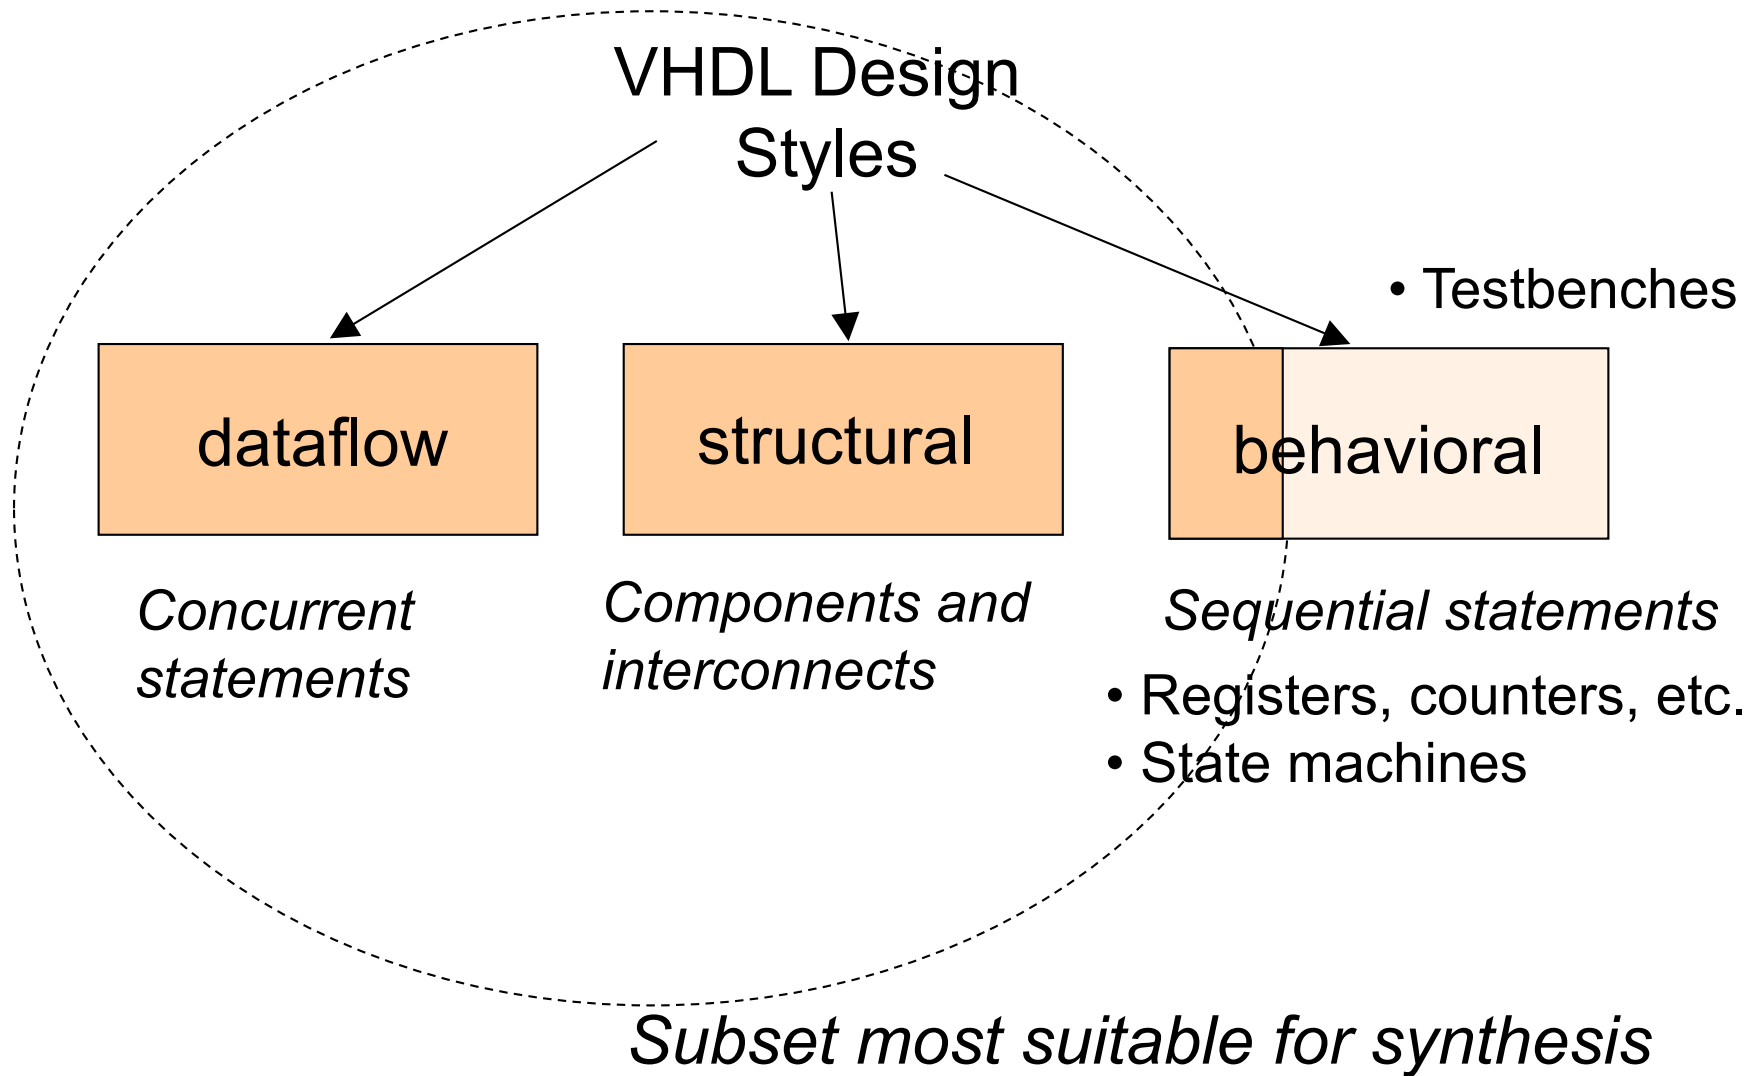 VHDL Design
Styles
• Testbenches
dataflow
structural
behavioral
Concurrent
statements
Components and
interconnects
Sequential statements
• Registers, counters, etc.
• State machines
Subset most suitable for synthesis